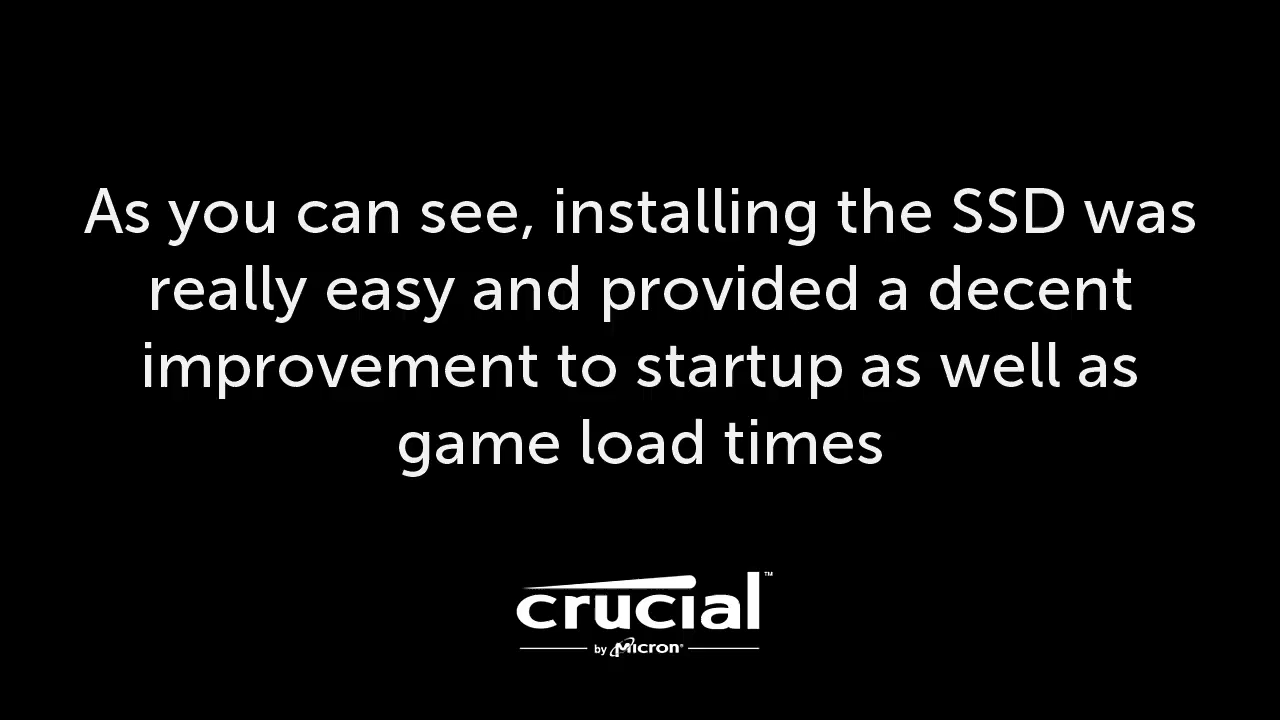 As you can see, installing the SSD was
really easy and provided a decent
improvement to startup as well as
game load times
crucial™
by Micron®